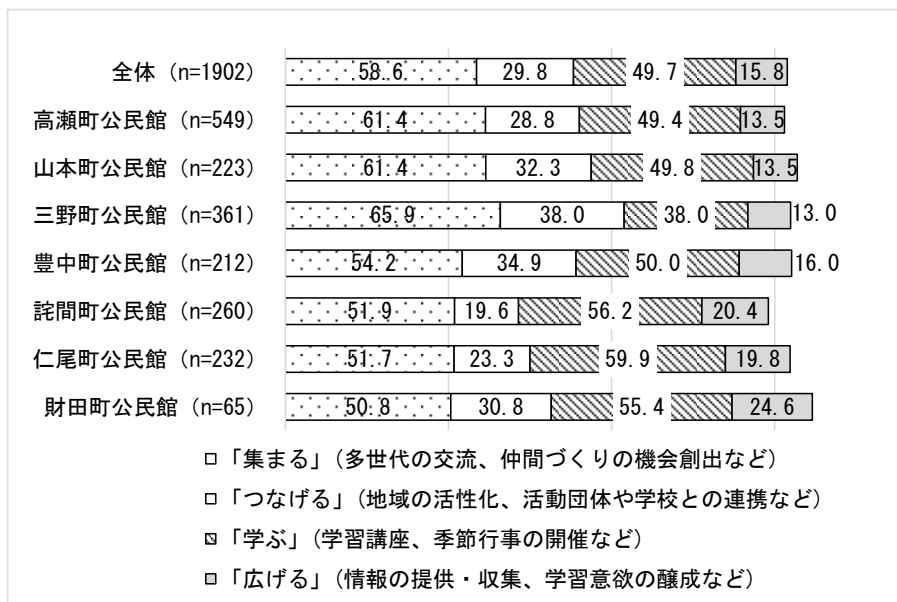 全体 (n=1902) 58.6 29.8 49.7 15.8
高瀬町公民館 (n=549) 61.4 28.8 49.4 13.5
山本町公民館 (n=223) 61.4 32.3 49.8 13.5
三野町公民館 (n=361) 65.9 38.0 38.0 13.0
豊中町公民館 (n=212) 54.2 34.9 50.0 16.0
詫間町公民館 (n=260) 51.9 19.6 56.2 20.4
仁尾町公民館 (n=232) 51.7 23.3 59.9 19.8
財田町公民館 (n=65) 50.8 30.8 55.4 24.6
「集まる」(多世代の交流、仲間づくりの機会創出など)
「つなげる」(地域の活性化、活動団体や学校との連携など)
「学ぶ」(学習講座、季節行事の開催など)
「広げる」(情報の提供・収集、学習意欲の醸成など)